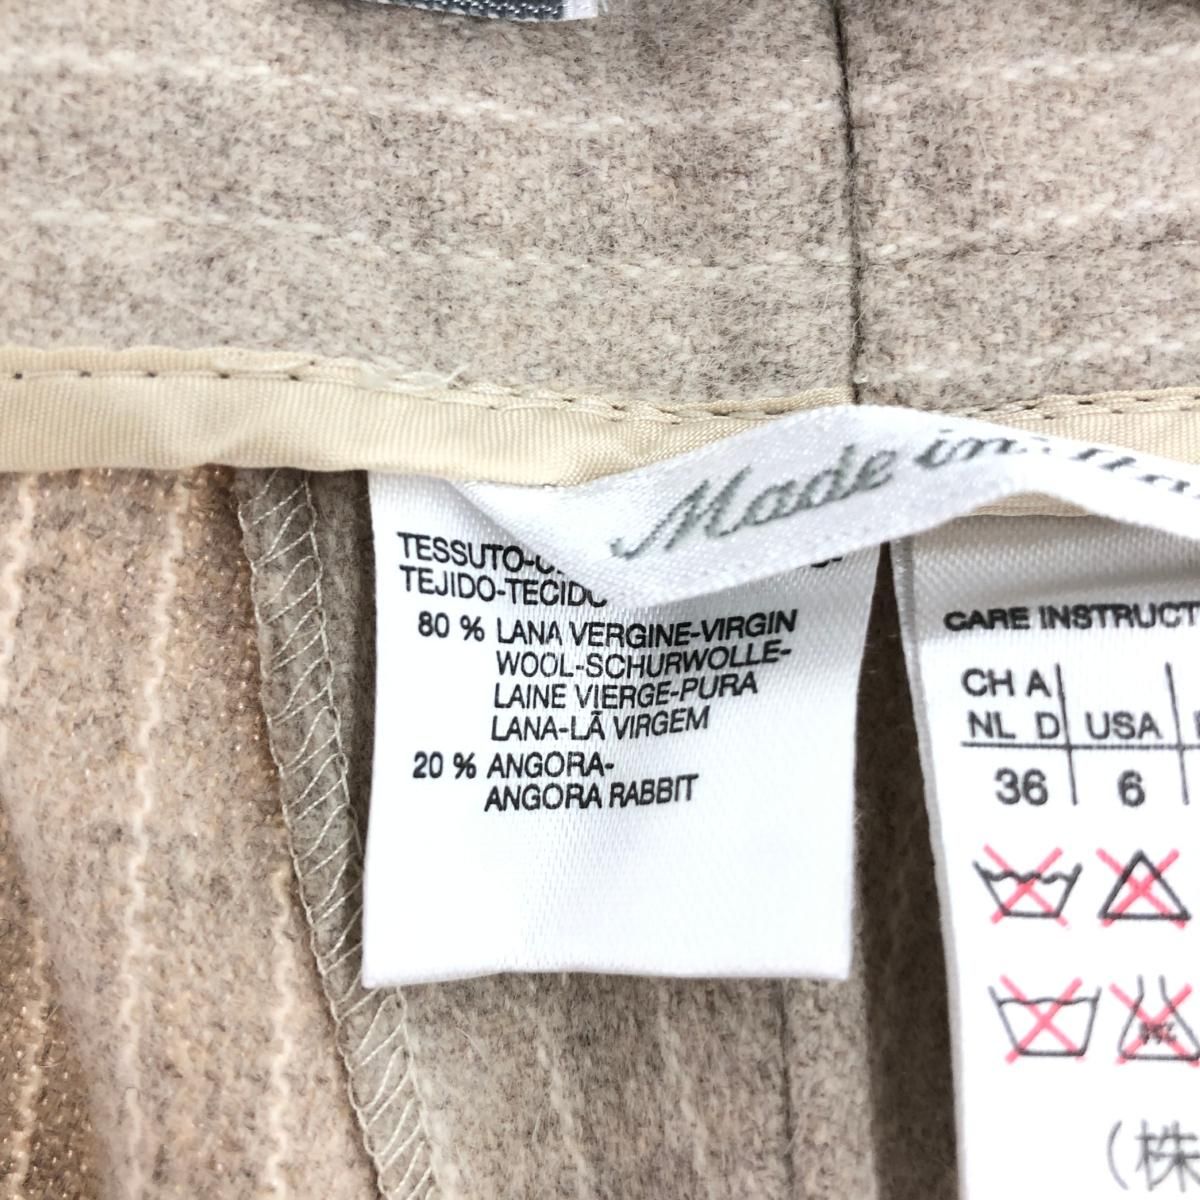 Made in
TESSUTO-
TEJIDO-TECIDO
80 % LANA VERGINE-VIRGIN
WOOL-SCHURWOLLE-
LAINE VIERGE-PURA
LANA-LÃ VIRGEM
20 % ANGORA-
ANGORA RABBIT
CARE INSTRUCT
CH A
NL D USA
36 6
(株